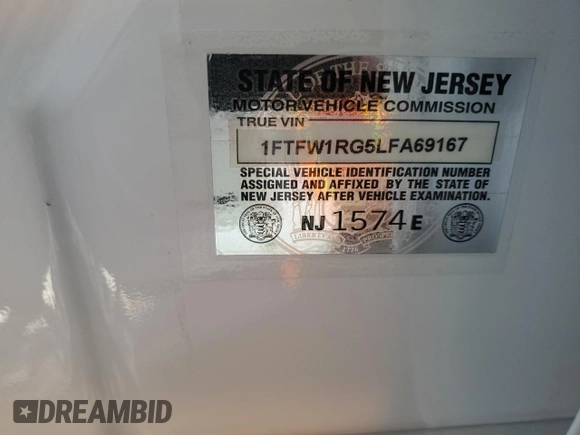 STATE OF NEW JERSEY
MOTOR VEHICLE COMMISSION
TRUE VIN
1FTFW1RG5LFA69167
SPECIAL VEHICLE IDENTIFICATION NUMBER
ASSIGNED AND AFFIXED BY THE STATE OF
NEW JERSEY AFTER VEHICLE EXAMINATION.
NJ 1574 E
DREAMBID